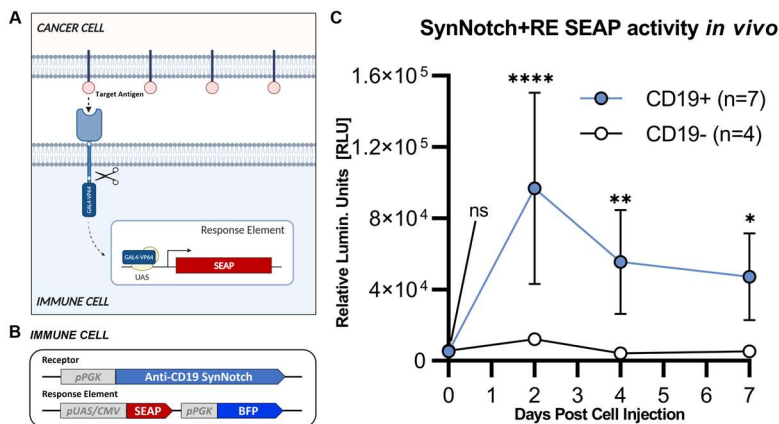 A
CANCER CELL
Target Antigen
GAL4-VP64
Response Element
GAL4-VP64
UAS
SEAP
IMMUNE CELL
B IMMUNE CELL
Receptor
pPGK Anti-CD19 SynNotch
Response Element
pUAS/CMV SEAP pPGK BFP
C
SynNotch+RE SEAP activity in vivo
Relative Lumin. Units [RLU]
1.6×10⁵
1.2×10⁵
8×10⁴
4×10⁴
0
ns
****
**
*
CD19+ (n=7)
CD19- (n=4)
0 1 2 3 4 5 6 7
Days Post Cell Injection